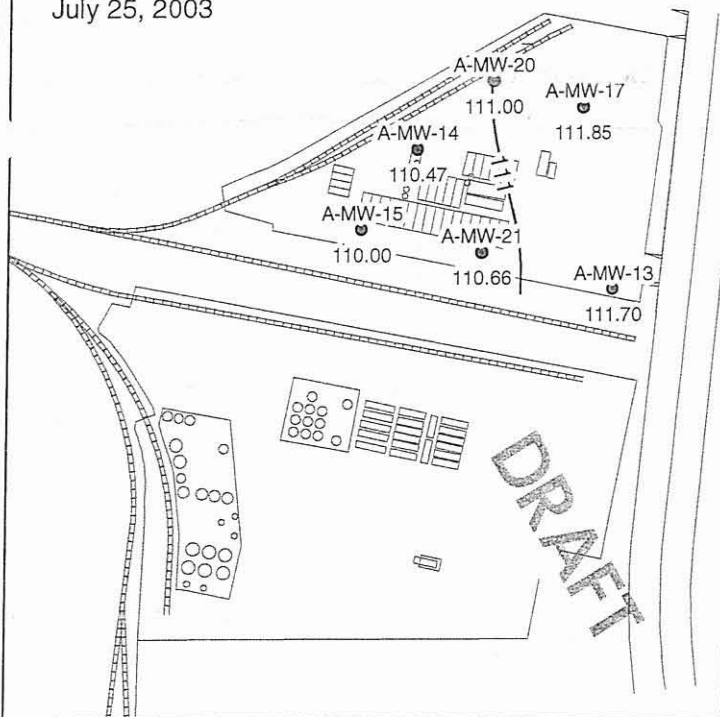 July 25, 2003
A-MW-20
111.00
A-MW-17
111.85
A-MW-14
110.47
111
A-MW-15
110.00
A-MW-21
110.66
A-MW-13
111.70
DRAFT